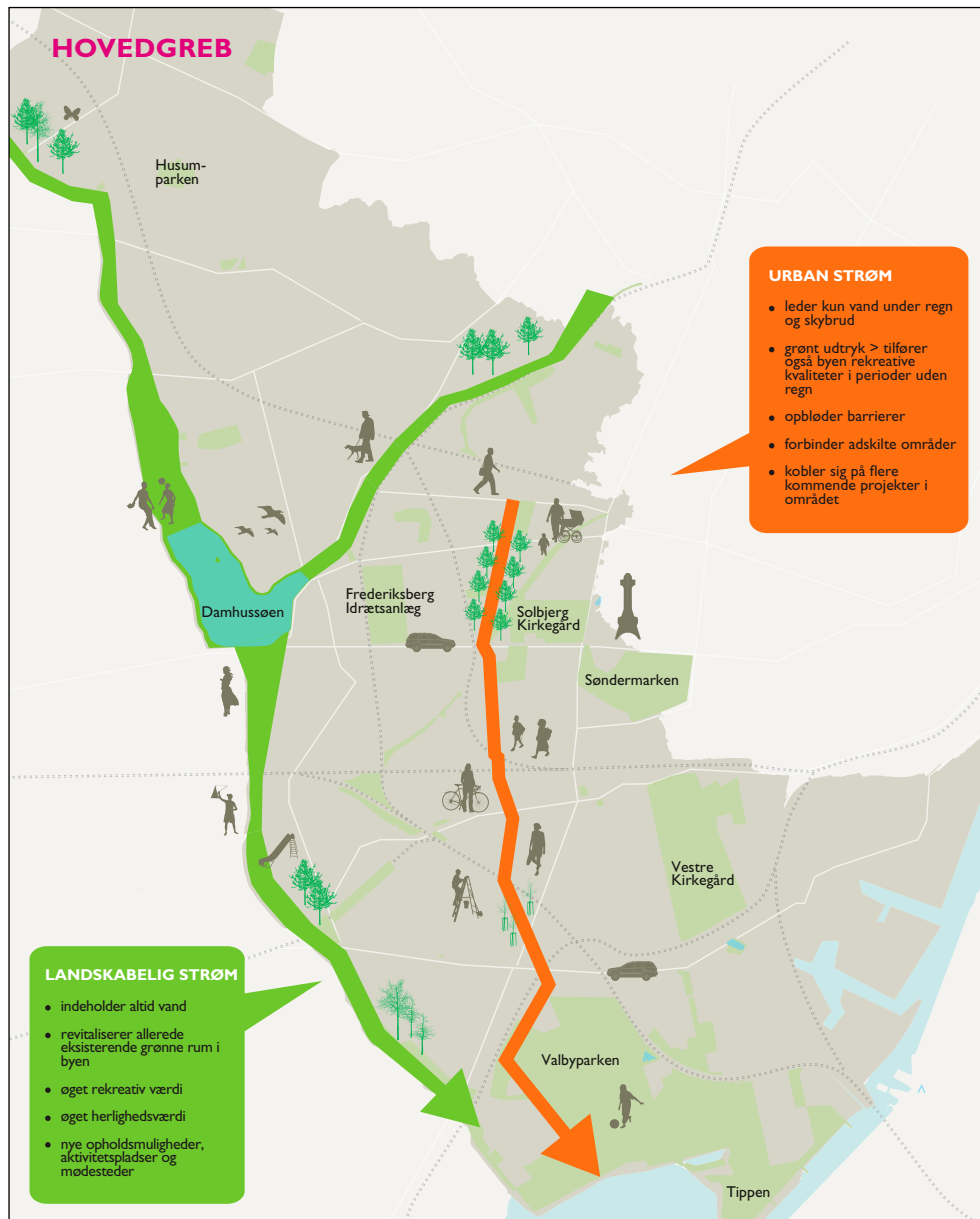 HOVEDGREB
Husum-
parken
URBAN STRØM
• leder kun vand under regn
og skybrud
• grønt udtryk > tilfører
også byen rekreative
kvaliteter i perioder uden
regn
• opbløder barrierer
• forbinder adskilte områder
• kobler sig på flere
kommende projekter i
området
Damhussøen
Frederiksberg
Idrætsanlæg
Solbjerg
Kirkegård
Søndermarken
Vestre
Kirkegård
LANDSKABELIG STRØM
• indeholder altid vand
• revitaliserer allerede
eksisterende grønne rum i
byen
• øget rekreativ værdi
• øget herlighedsværdi
• nye opholdsmuligheder,
aktivitetspladser og
mødesteder
Valbyparken
Tippen